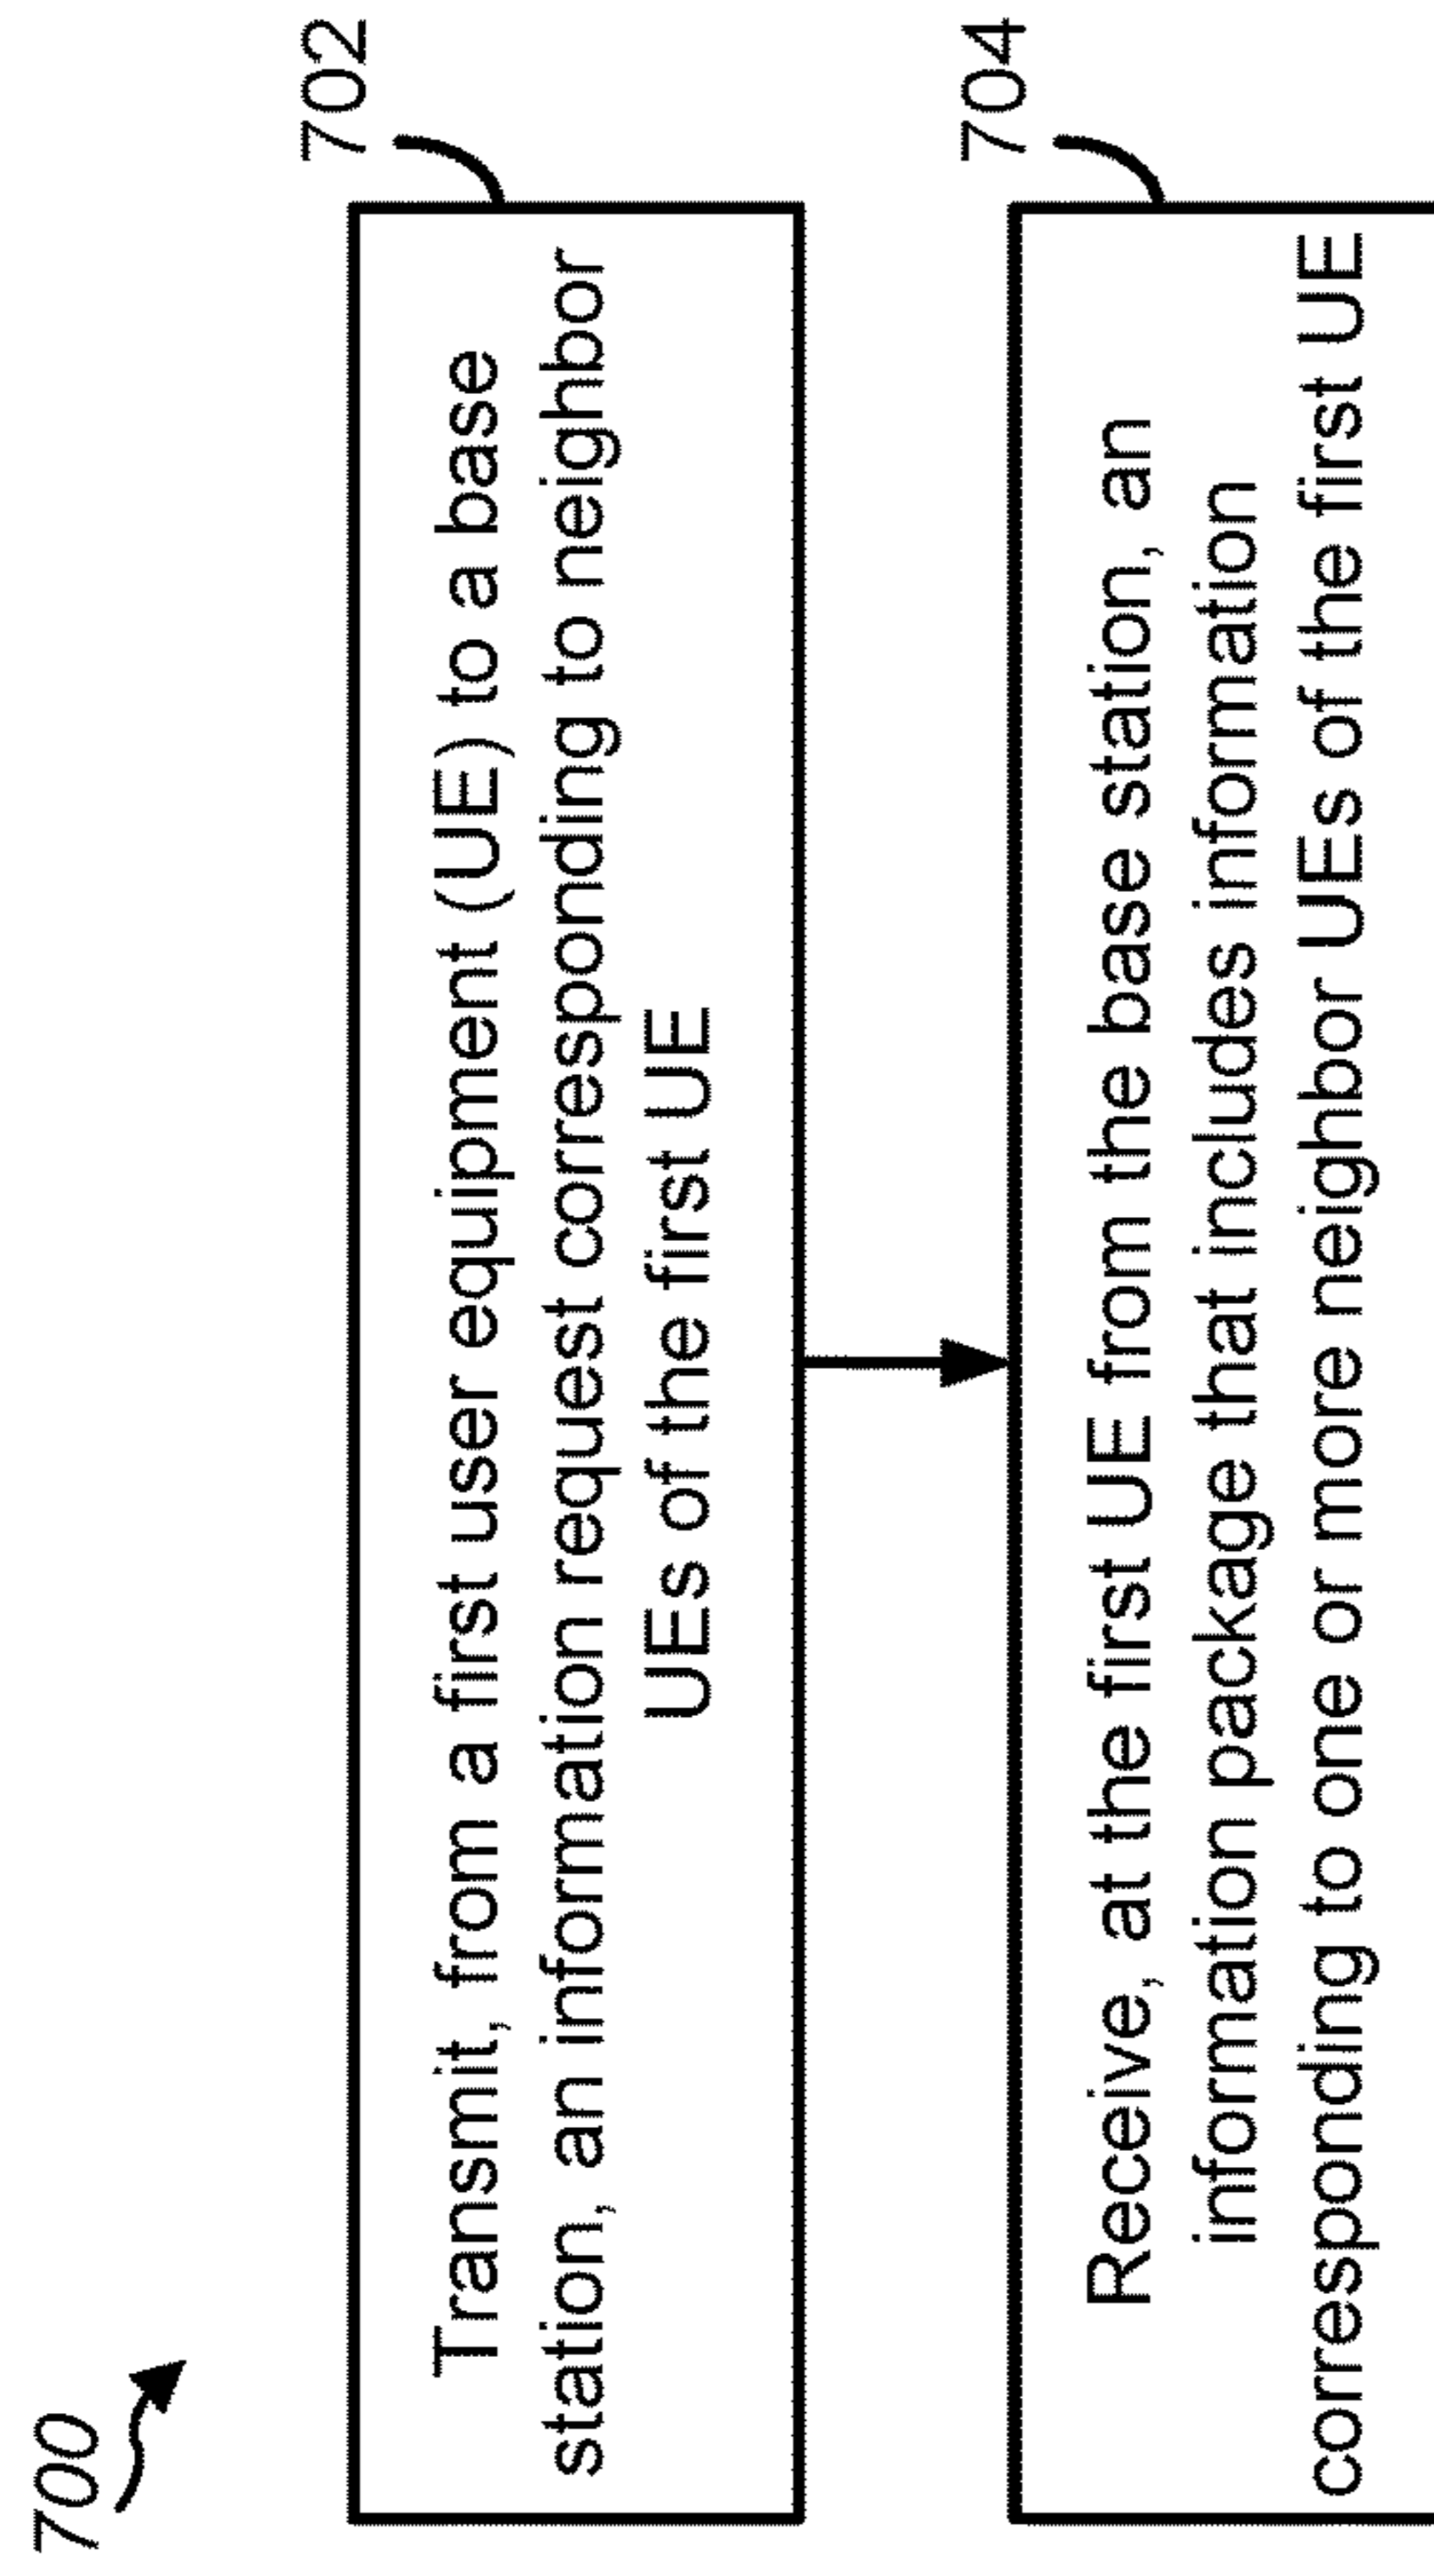 700
702
Transmit, from a first user equipment (UE) to a base
station, an information request corresponding to neighbor
UEs of the first UE
704
Receive, at the first UE from the base station, an
information package that includes information
corresponding to one or more neighbor UEs of the first UE